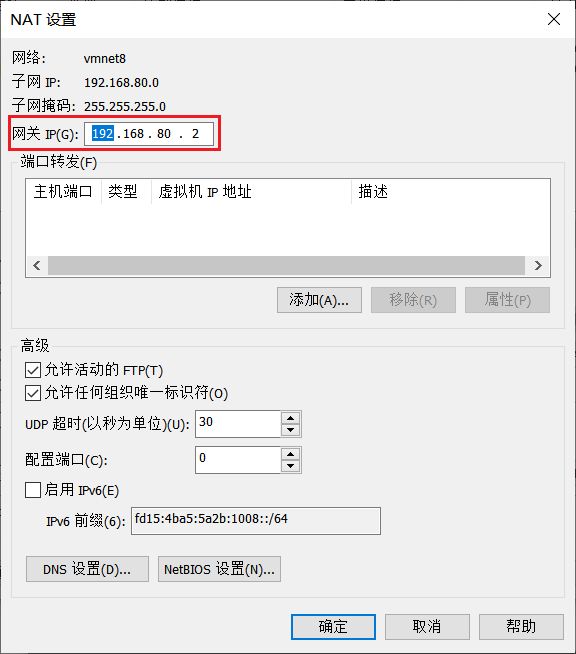 NAT 设置
网络: vmnet8
子网 IP: 192.168.80.0
子网掩码: 255.255.255.0
网关 IP(G): 192 . 168 . 80 . 2
端口转发(F)
主机端口 类型 虚拟机 IP 地址 描述
添加(A)... 移除(R) 属性(P)
高级
允许活动的 FTP(T)
允许任何组织唯一标识符(O)
UDP 超时(以秒为单位)(U): 30
配置端口(C): 0
启用 IPv6(E)
IPv6 前缀(6): fd15:4ba5:5a2b:1008::/64
DNS 设置(D)... NetBIOS 设置(N)...
确定 取消 帮助